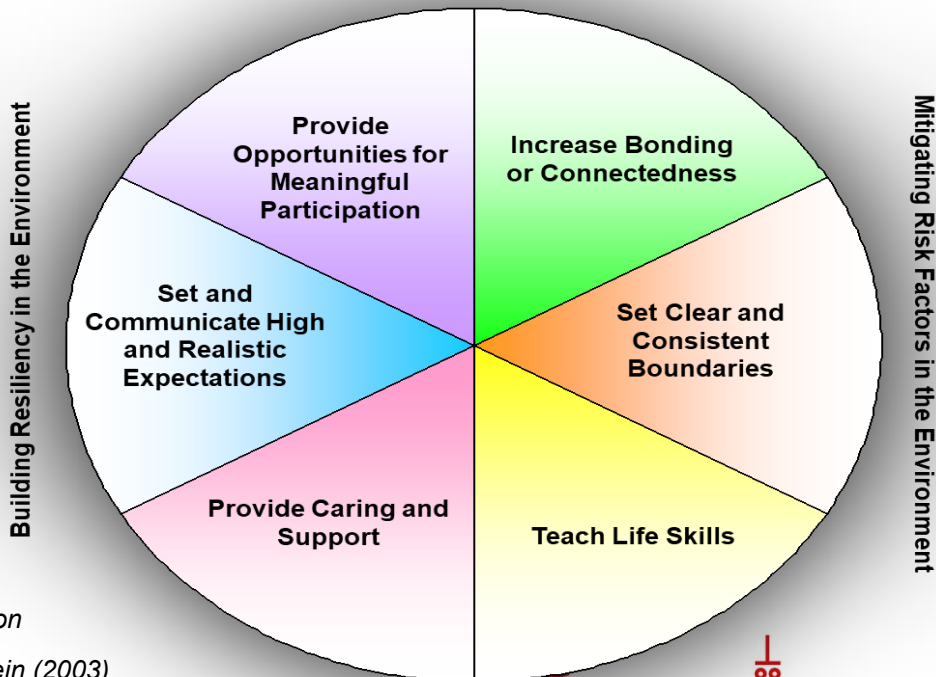 Building Resiliency in the Environment
Provide
Opportunities for
Meaningful
Participation
Increase Bonding
or Connectedness
Set and
Communicate High
and Realistic
Expectations
Set Clear and
Consistent
Boundaries
Provide Caring and
Support
Teach Life Skills
Mitigating Risk Factors in the Environment
(2003)